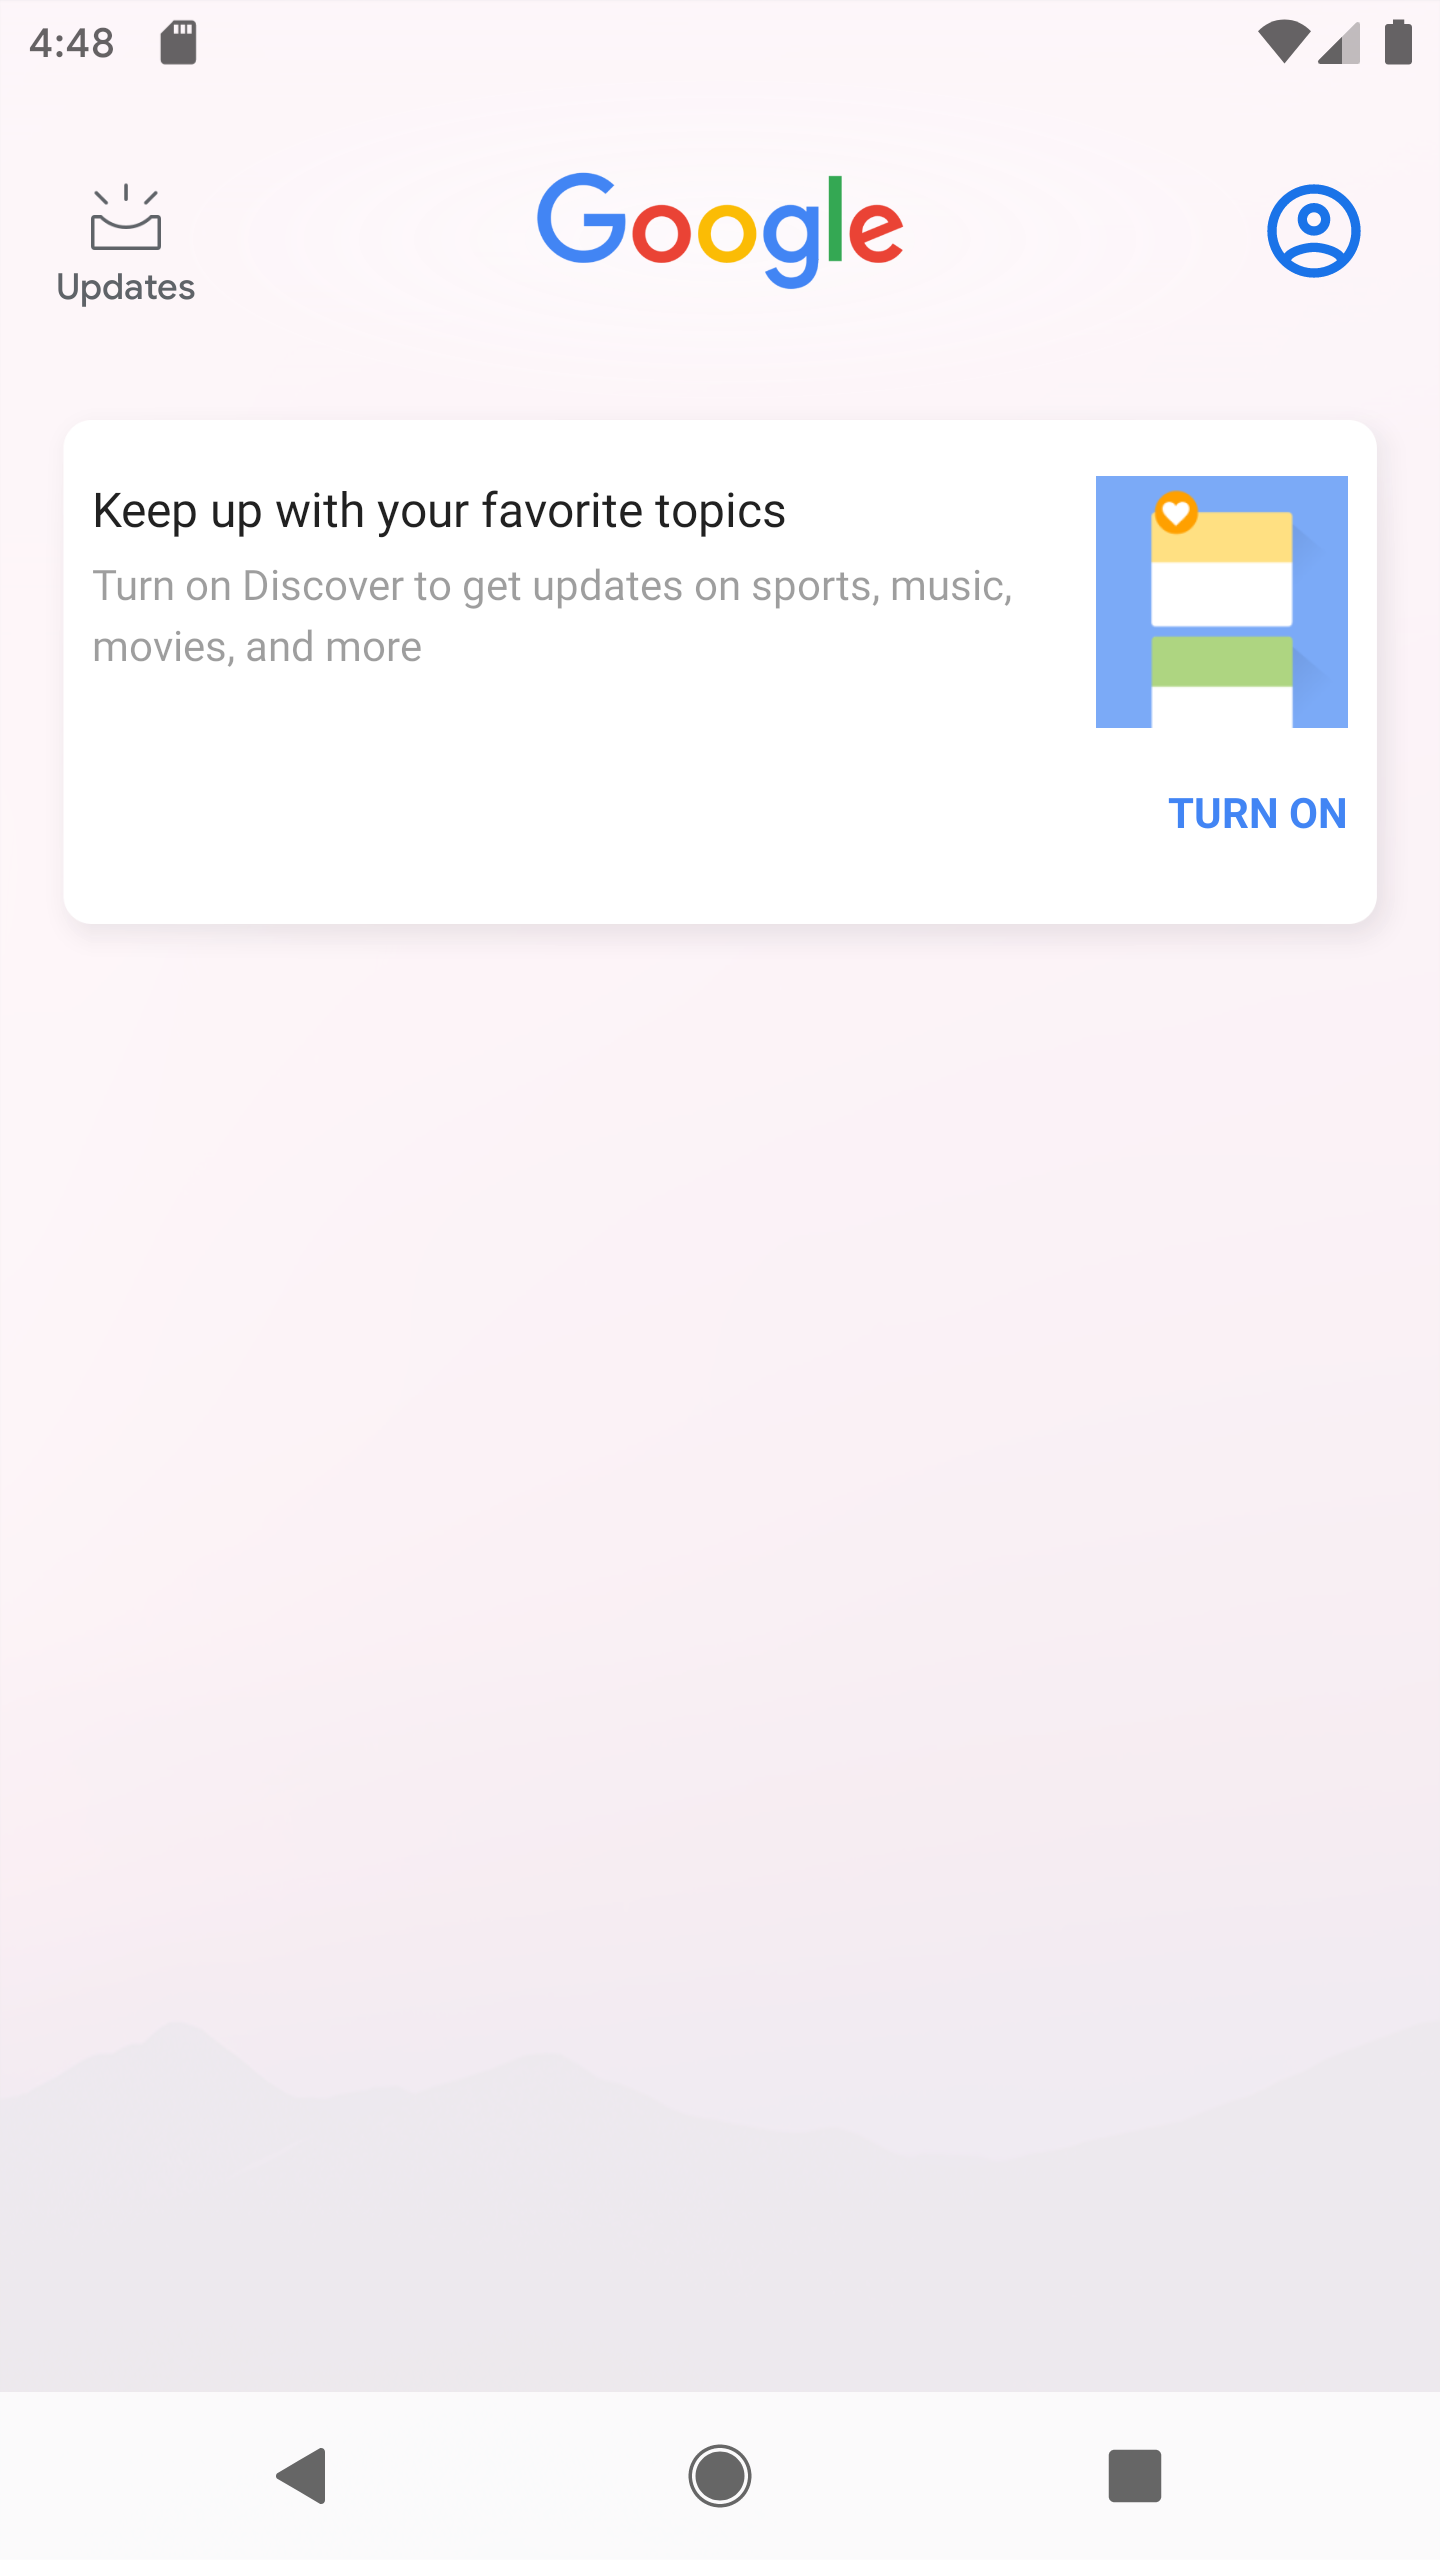 4:48
Google
Updates
Keep up with your favorite topics
Turn on Discover to get updates on sports, music,
movies, and more
TURN ON